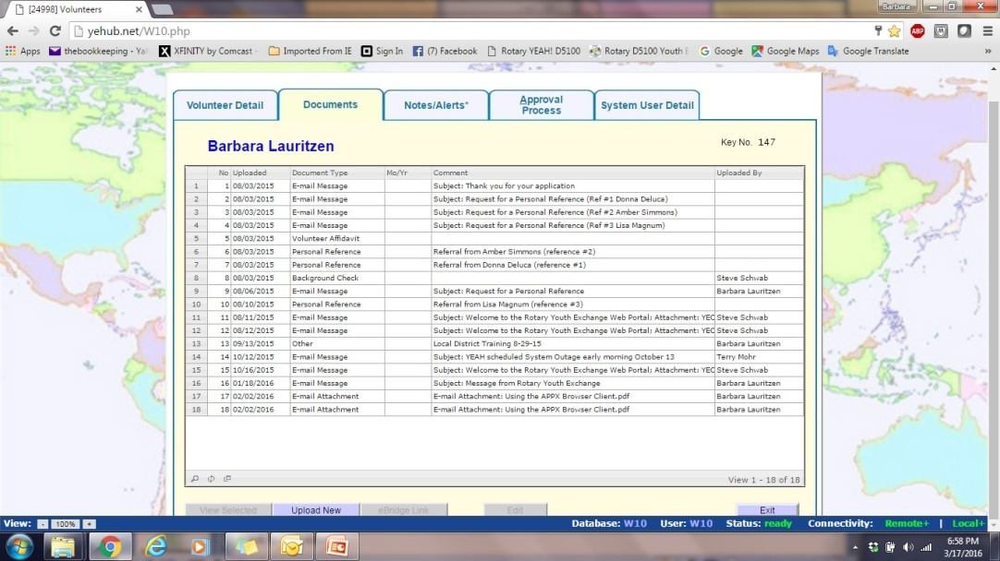 [24998] Volunteers
Barbara
yehub.net/W10.php
ABP
Apps thebookkeeping - Ya XFINITY by Comcast Imported From IE Sign In (7) Facebook Rotary YEAH! D5100 Rotary D5100 Youth E Google Google Maps Google Translate »
Volunteer Detail Documents Notes/Alerts* Approval Process System User Detail
Barbara Lauritzen Key No. 147
No Uploaded Document Type Mo/Yr Comment Uploaded By
1 1 08/03/2015 E-mail Message Subject: Thank you for your application
2 2 08/03/2015 E-mail Message Subject: Request for a Personal Reference (Ref #1 Donna Deluca)
3 3 08/03/2015 E-mail Message Subject: Request for a Personal Reference (Ref #2 Amber Simmons)
4 4 08/03/2015 E-mail Message Subject: Request for a Personal Reference (Ref #3 Lisa Magnum)
5 5 08/03/2015 Volunteer Affidavit
6 6 08/03/2015 Personal Reference Referral from Amber Simmons (reference #2)
7 7 08/03/2015 Personal Reference Referral from Donna Deluca (reference #1)
8 8 08/03/2015 Background Check Steve Schwab
9 9 08/06/2015 E-mail Message Subject: Request for a Personal Reference Barbara Lauritzen
10 10 08/10/2015 Personal Reference Referral from Lisa Magnum (reference #3)
11 11 08/11/2015 E-mail Message Subject: Welcome to the Rotary Youth Exchange Web Portal; Attachment: YEC Steve Schwab
12 12 08/12/2015 E-mail Message Subject: Welcome to the Rotary Youth Exchange Web Portal; Attachment: YEC Steve Schwab
13 13 09/13/2015 Other Local District Training 8-29-15 Barbara Lauritzen
14 14 10/12/2015 E-mail Message Subject: YEAH scheduled System Outage early morning October 13 Terry Mohr
15 15 10/16/2015 E-mail Message Subject: Welcome to the Rotary Youth Exchange Web Portal; Attachment: YEC Steve Schwab
16 16 01/18/2016 E-mail Message Subject: Message from Rotary Youth Exchange Barbara Lauritzen
17 17 02/02/2016 E-mail Attachment E-mail Attachment: Using the APPX Browser Client.pdf Barbara Lauritzen
18 18 02/02/2016 E-mail Attachment E-mail Attachment: Using the APPX Browser Client.pdf Barbara Lauritzen
View 1 - 18 of 18
View Selected Upload New eBridge Link Edit Exit
View: - 100% + Database: W10 User: W10 Status: ready Connectivity: Remote+ | Local+
6:58 PM
3/17/2016